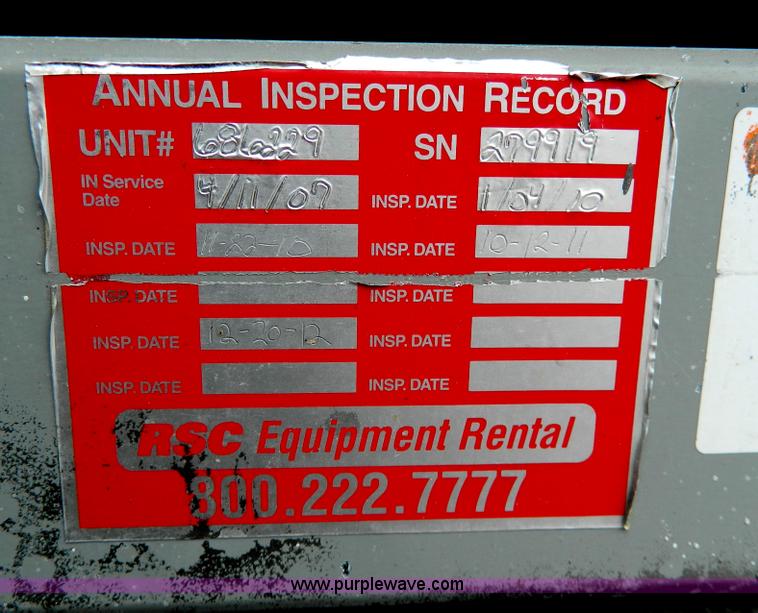 ANNUAL INSPECTION RECORD
UNIT# 686229 SN 279919
IN Service Date 4/11/07 INSP. DATE 1/04/10
INSP. DATE 11-22-10 INSP. DATE 10-12-11
INSP. DATE INSP. DATE
INSP. DATE 12-20-12 INSP. DATE
INSP. DATE INSP. DATE
RSC Equipment Rental
800.222.7777
www.purplewave.com